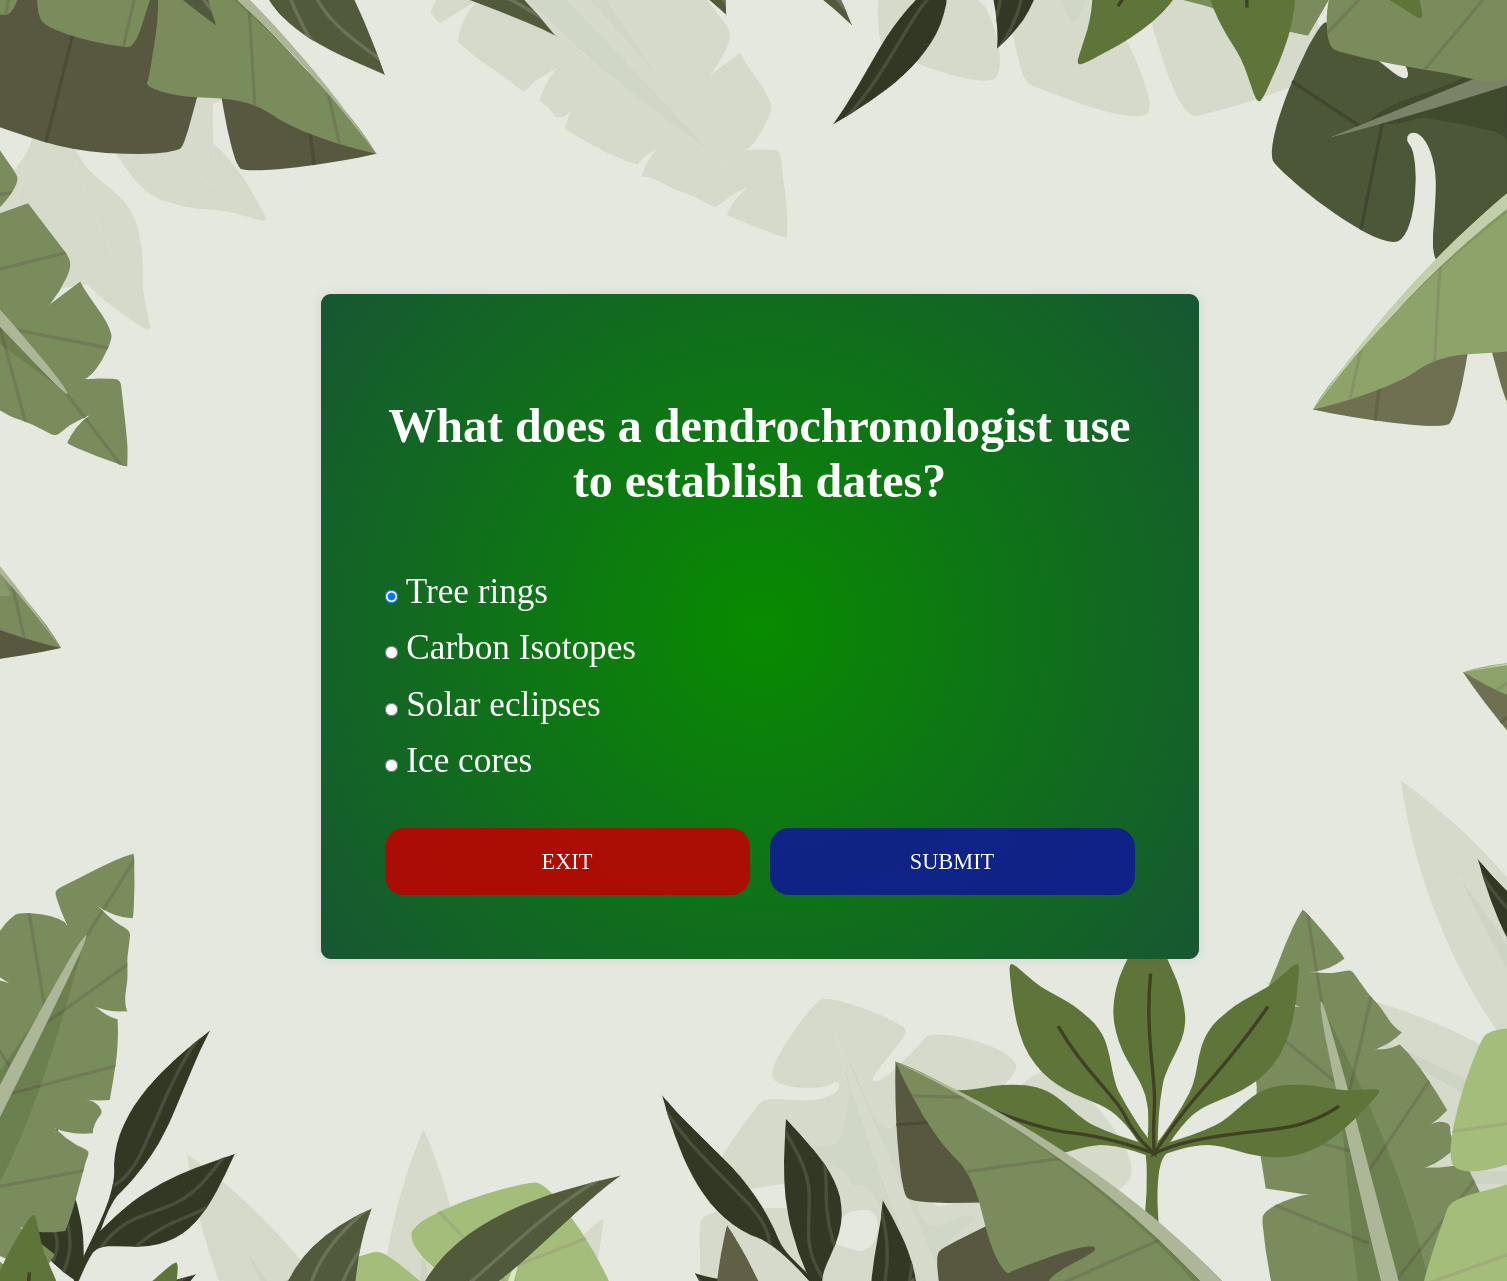 What does a dendrochronologist use
to establish dates?
Tree rings
Carbon Isotopes
Solar eclipses
Ice cores
EXIT
SUBMIT